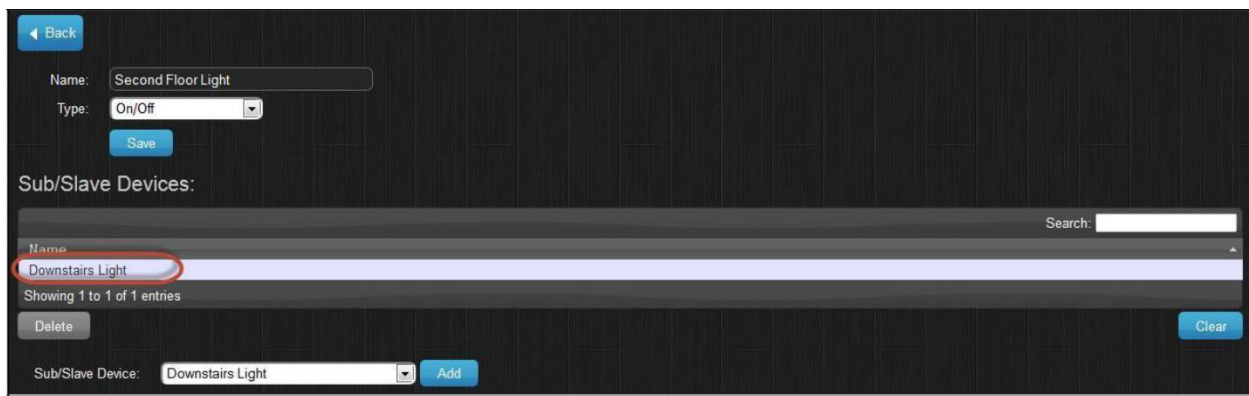 Back
Name: Second Floor Light
Type: On/Off
Save
Sub/Slave Devices:
Search:
Name
Downstairs Light
Showing 1 to 1 of 1 entries
Delete Clear
Sub/Slave Device: Downstairs Light Add